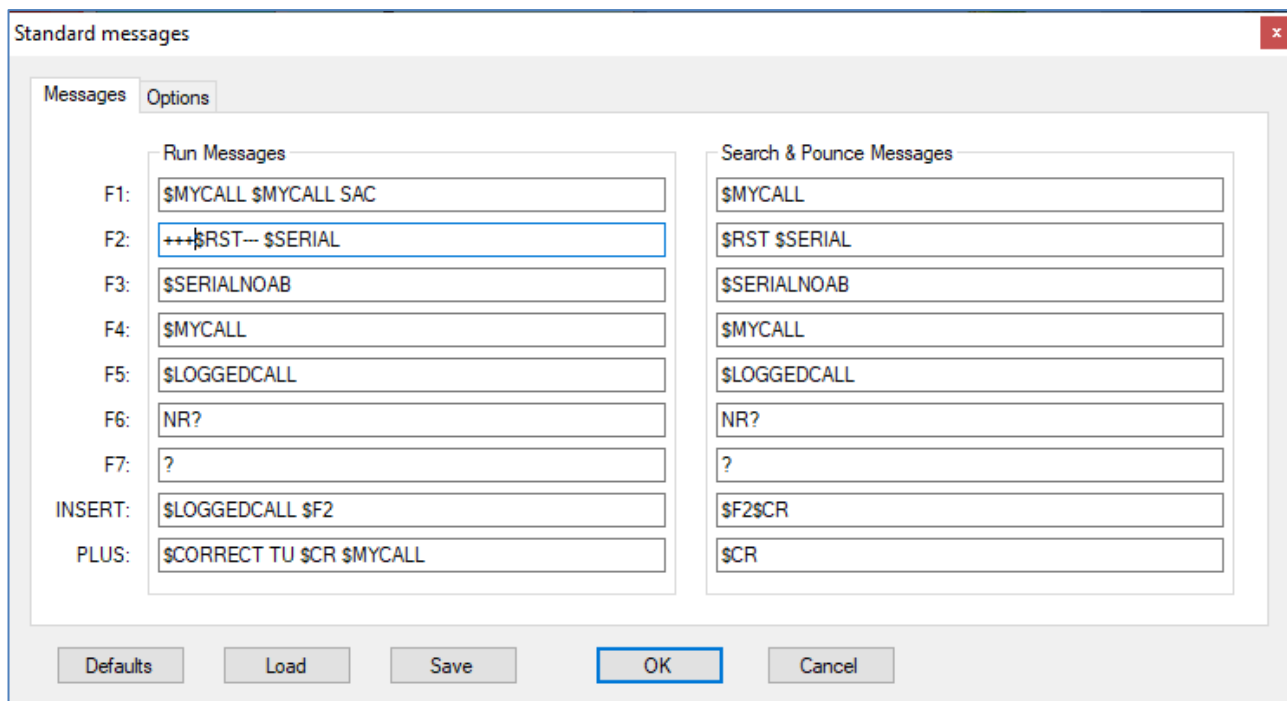 Standard messages
x
Messages Options
Run Messages Search & Pounce Messages
F1: $MYCALL $MYCALL SAC $MYCALL
F2: +++$RST--- $SERIAL $RST $SERIAL
F3: $SERIALNOAB $SERIALNOAB
F4: $MYCALL $MYCALL
F5: $LOGGEDCALL $LOGGEDCALL
F6: NR? NR?
F7: ? ?
INSERT: $LOGGEDCALL $F2 $F2$CR
PLUS: $CORRECT TU $CR $MYCALL $CR
Defaults Load Save OK Cancel